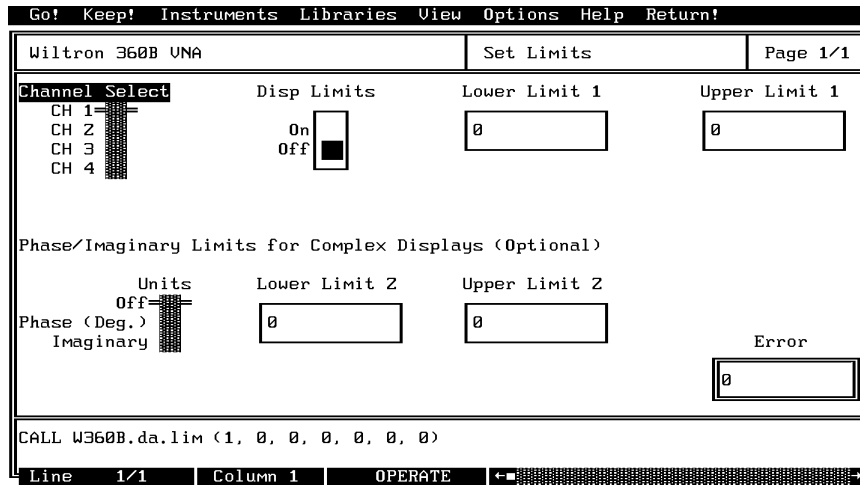 Go! Keep! Instruments Libraries View Options Help Return!
Wiltron 360B VNA Set Limits Page 1/1
Channel Select Disp Limits Lower Limit 1 Upper Limit 1
CH 1
CH 2 On 0 0
CH 3 Off
CH 4
Phase/Imaginary Limits for Complex Displays (Optional)
Units Lower Limit 2 Upper Limit 2
Off
Phase (Deg.) 0 0
Imaginary Error
0
CALL W360B.da.lim (1, 0, 0, 0, 0, 0, 0)
Line 1/1 Column 1 OPERATE